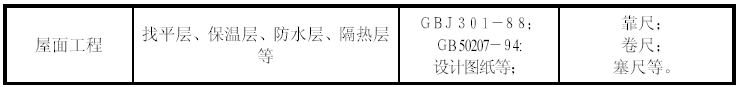 屋面工程
找平层、保温层、防水层、隔热层
等
GBJ301-88;
GB50207-94:
设计图纸等;
靠尺;
卷尺;
塞尺等。